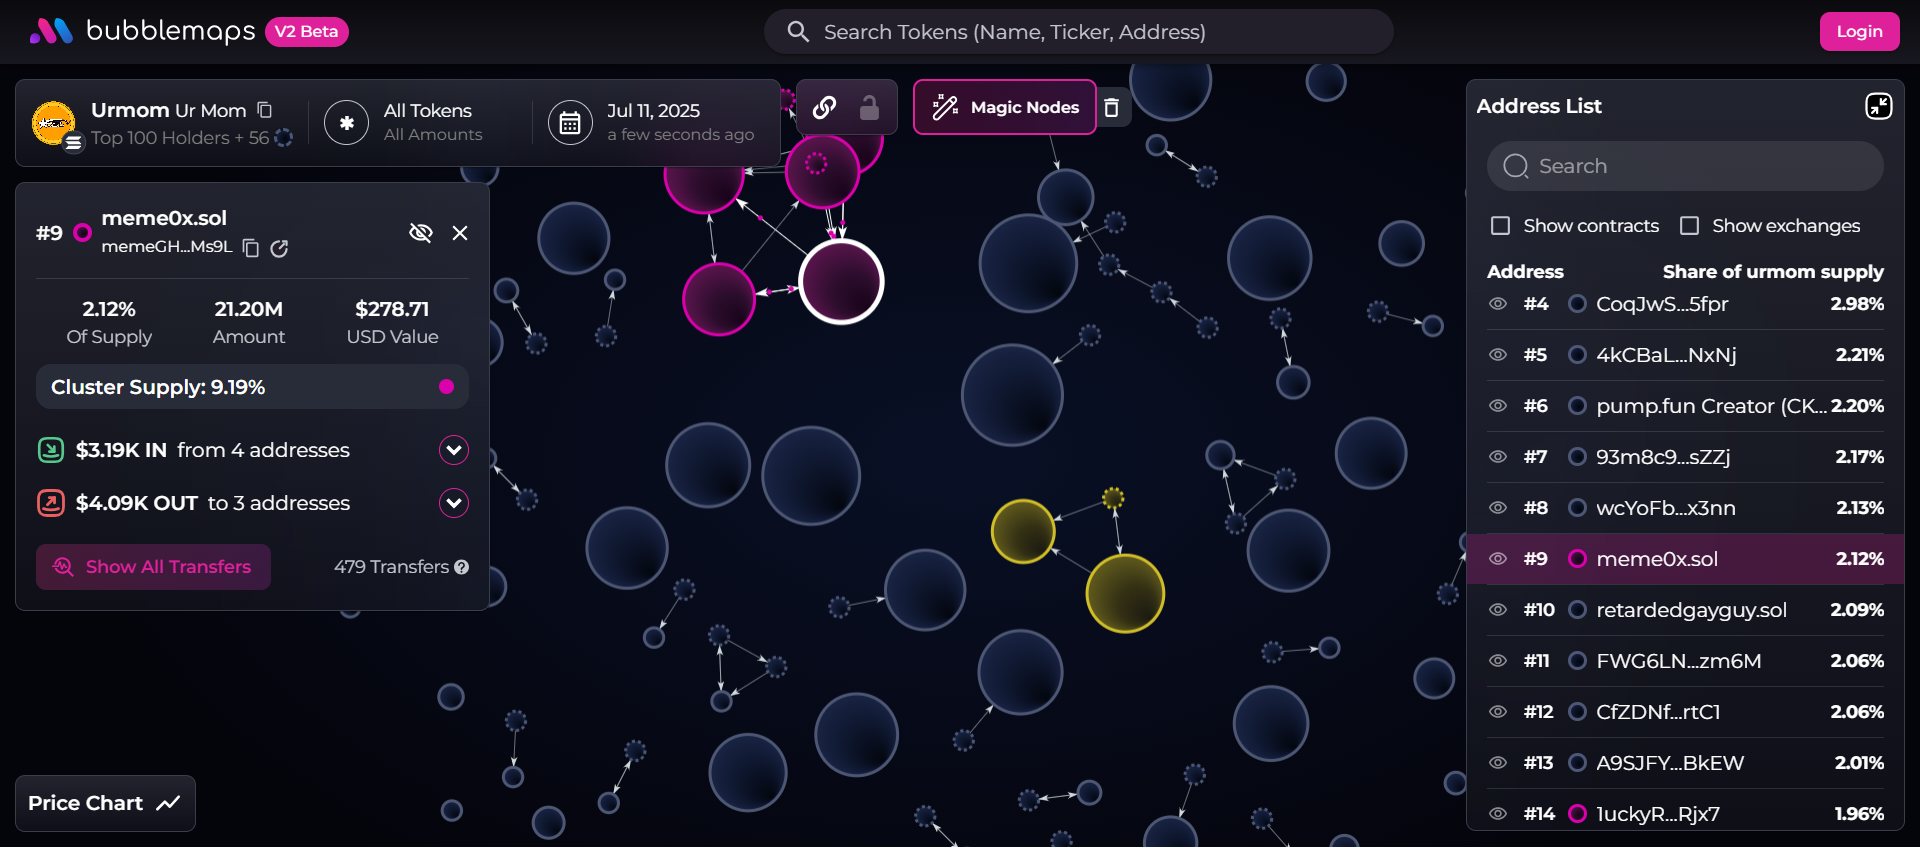 bubblemaps V2 Beta
Search Tokens (Name, Ticker, Address)
Login
Urmom Ur Mom
Top 100 Holders + 56
All Tokens
All Amounts
Jul 11, 2025
a few seconds ago
Magic Nodes
#9 meme0x.sol
memeGH...Ms9L
2.12%
Of Supply
21.20M
Amount
$278.71
USD Value
Cluster Supply: 9.19%
$3.19K IN from 4 addresses
$4.09K OUT to 3 addresses
Show All Transfers
479 Transfers
Price Chart
Address List
Search
Show contracts Show exchanges
Address Share of urmom supply
#4 CoqJwS...5fpr 2.98%
#5 4kCBaL...NxNj 2.21%
#6 pump.fun Creator (CK... 2.20%
#7 93m8c9...sZZj 2.17%
#8 wcYoFb...x3nn 2.13%
#9 meme0x.sol 2.12%
#10 retardedgayguy.sol 2.09%
#11 FWG6LN...zm6M 2.06%
#12 CfZDNf...rtC1 2.06%
#13 A9SJFY...BkEW 2.01%
#14 1uckyR...Rjx7 1.96%